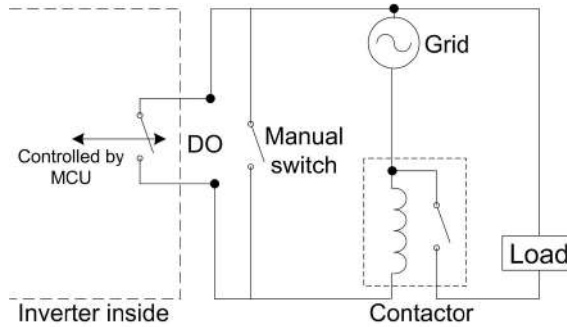 Grid
DO
Manual
switch
Controlled by
MCU
Load
Inverter inside
Contactor